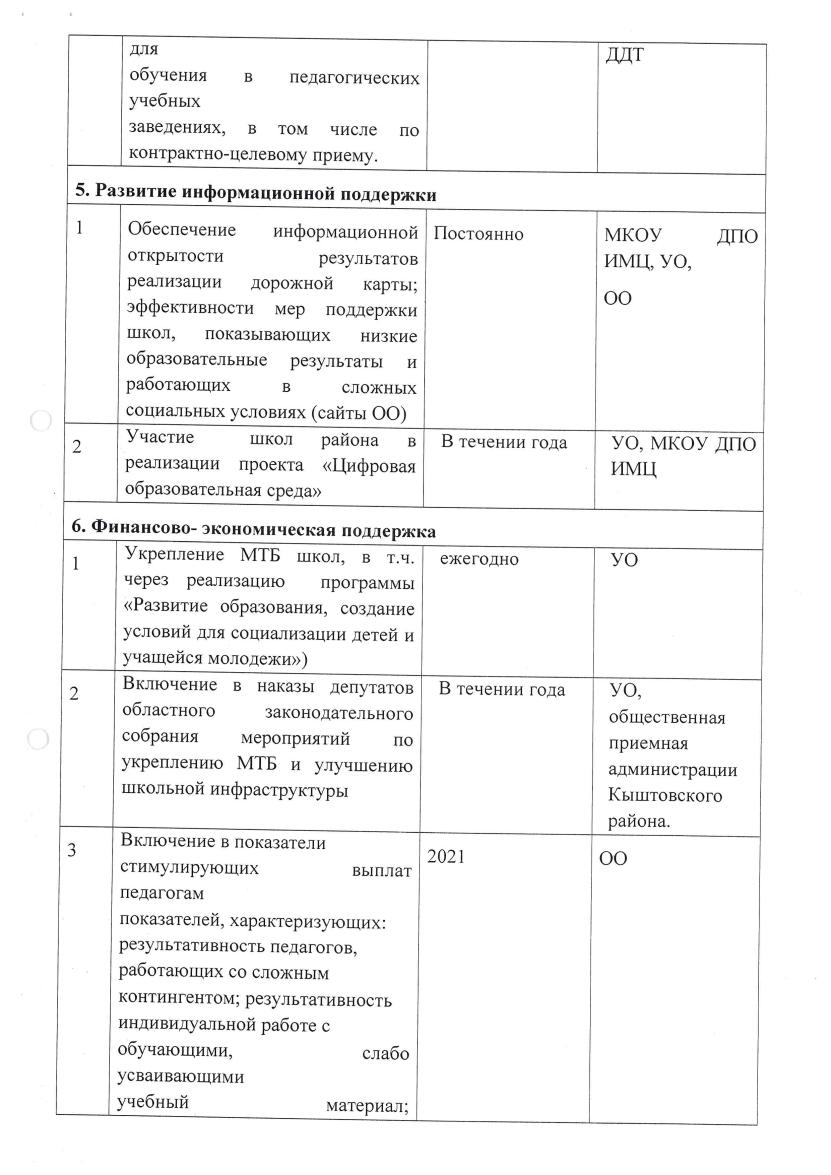 для
обучения в педагогических
учебных
заведениях, в том числе по
контрактно-целевому приему.
ДДТ
5. Развитие информационной поддержки
1
Обеспечение информационной
открытости результатов
реализации дорожной карты;
эффективности мер поддержки
школ, показывающих низкие
образовательные результаты и
работающих в сложных
социальных условиях (сайты ОО)
Постоянно
МКОУ ДПО
ИМЦ, УО,
ОО
2
Участие школ района в
реализации проекта «Цифровая
образовательная среда»
В течении года
УО, МКОУ ДПО
ИМЦ
6. Финансово- экономическая поддержка
1
Укрепление МТБ школ, в т.ч.
через реализацию программы
«Развитие образования, создание
условий для социализации детей и
учащейся молодежи»)
ежегодно
УО
2
Включение в наказы депутатов
областного законодательного
собрания мероприятий по
укреплению МТБ и улучшению
школьной инфраструктуры
В течении года
УО,
общественная
приемная
администрации
Кыштовского
района.
3
Включение в показатели
стимулирующих выплат
педагогам
показателей, характеризующих:
результативность педагогов,
работающих со сложным
контингентом; результативность
индивидуальной работе с
обучающими, слабо
усваивающими
учебный материал;
2021
ОО